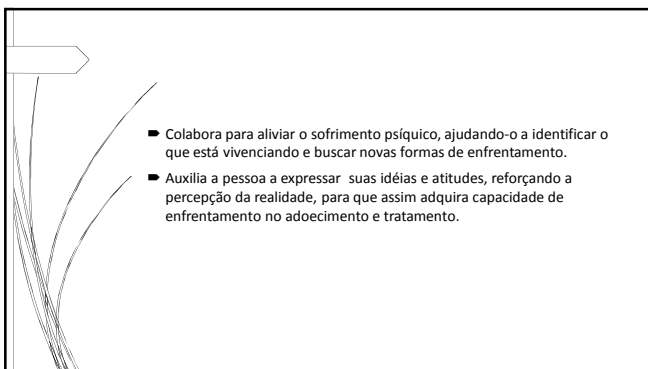 Colabora para aliviar o sofrimento psíquico, ajudando-o a identificar o
que está vivenciando e buscar novas formas de enfrentamento.
Auxilia a pessoa a expressar  suas idéias e atitudes, reforçando a
percepção da realidade, para que assim adquira capacidade de
enfrentamento no adoecimento e tratamento.